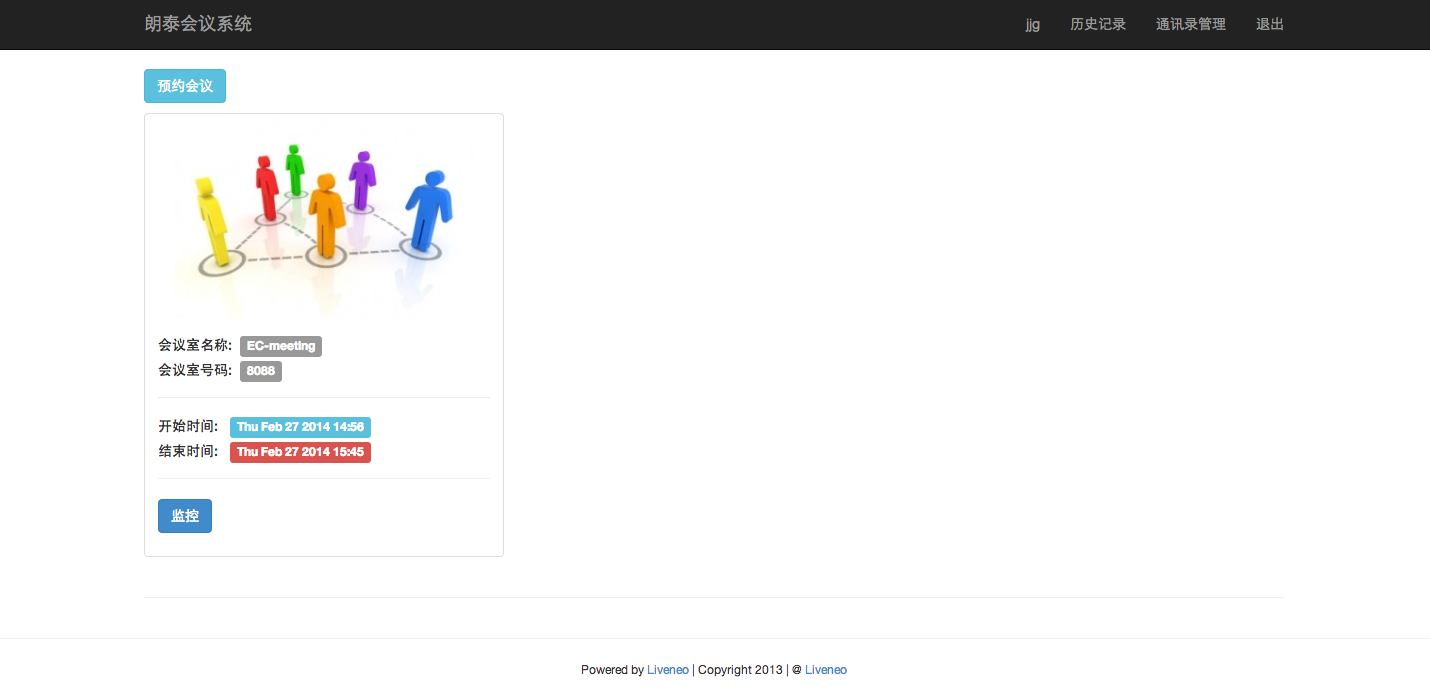 朗泰会议系统 jjg 历史记录 通讯录管理 退出
预约会议
会议室名称: EC-meeting
会议室号码: 8088
开始时间: Thu Feb 27 2014 14:56
结束时间: Thu Feb 27 2014 15:45
监控
Powered by Liveneo | Copyright 2013 | @ Liveneo